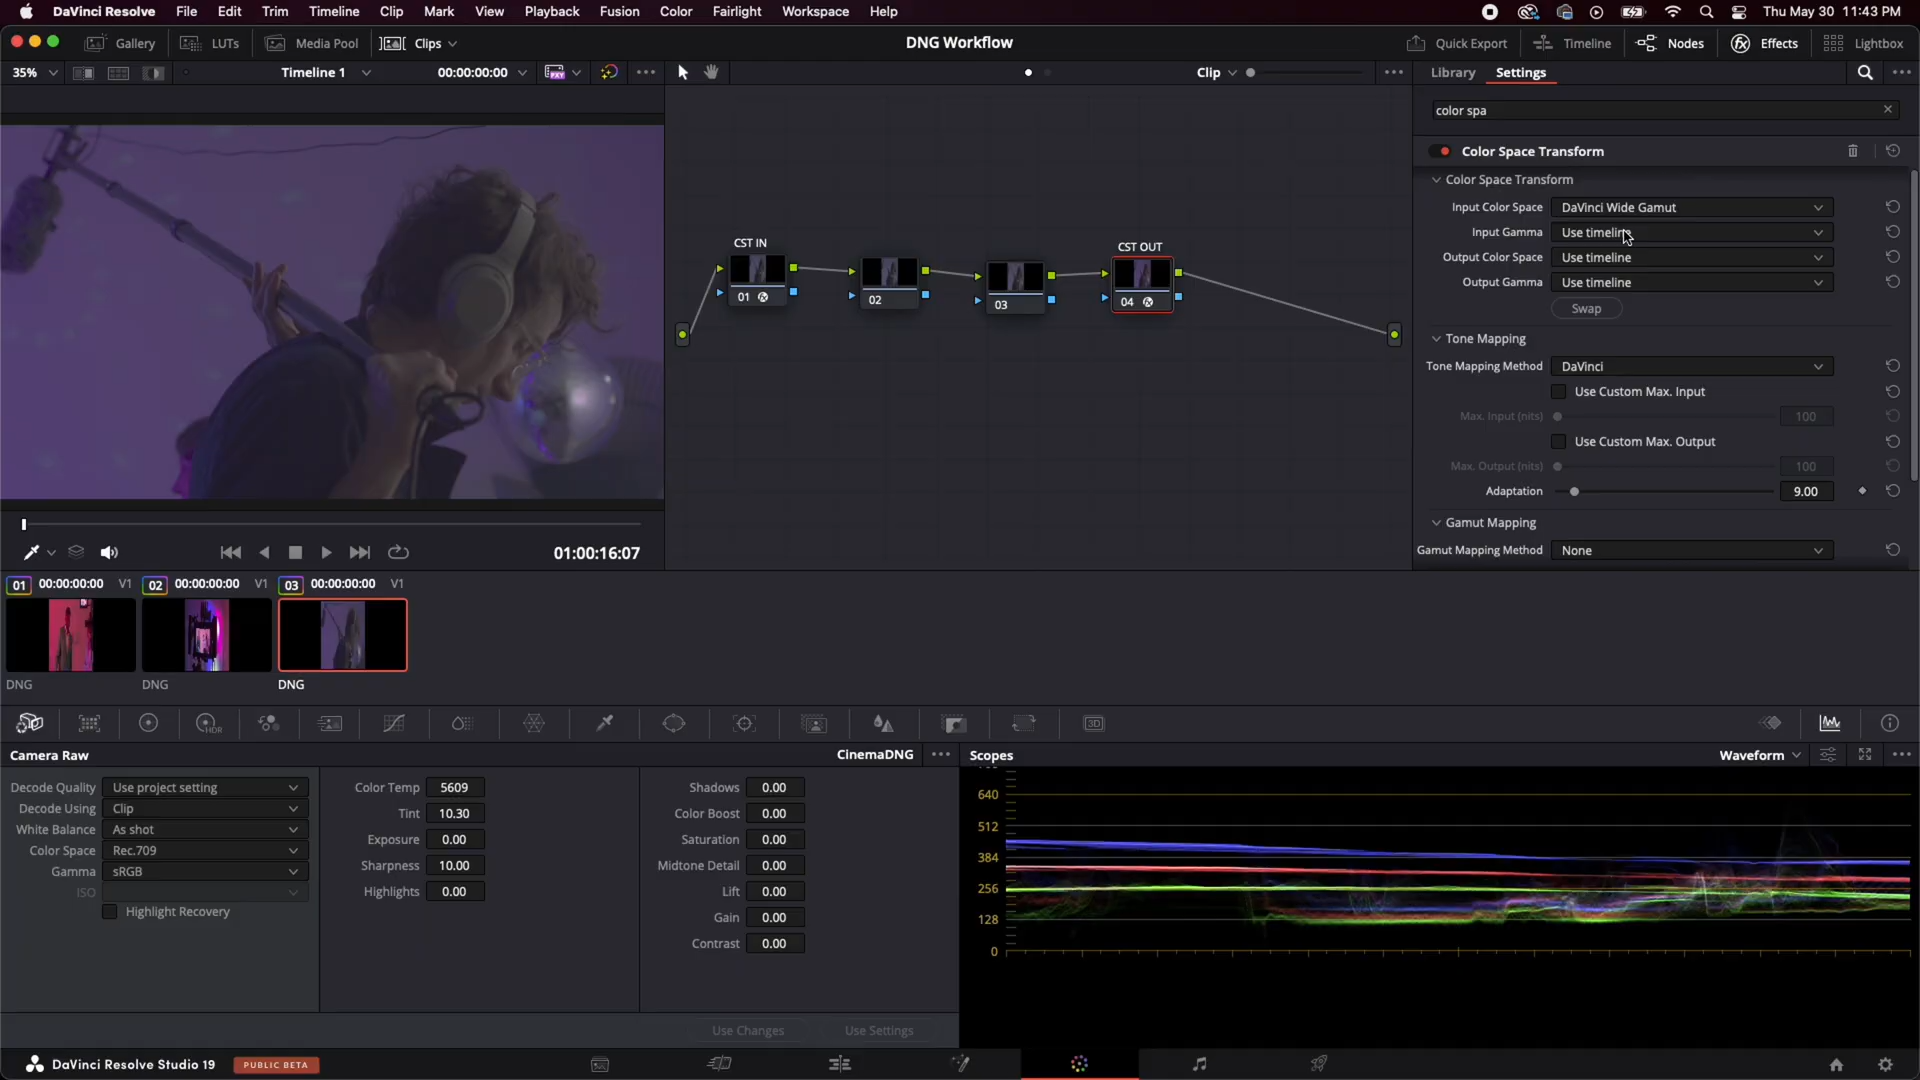 DaVinci Resolve File Edit Trim Timeline Clip Mark View Playback Fusion Color Fairlight Workspace Help Thu May 30 11:43 PM
Gallery LUTs Media Pool Clips DNG Workflow Quick Export Timeline Nodes Effects Lightbox
35% Timeline 1 00:00:00:00 Clip Library Settings
color spa
Color Space Transform
Color Space Transform
Input Color Space DaVinci Wide Gamut
Input Gamma Use timeline
Output Color Space Use timeline
Output Gamma Use timeline
Swap
Tone Mapping
Tone Mapping Method DaVinci
Use Custom Max. Input
Max. Input (nits) 100
Use Custom Max. Output
Max. Output (nits) 100
Adaptation 9.00
Gamut Mapping
Gamut Mapping Method None
CST IN
01
02
03
CST OUT
04
01:00:16:07
01 00:00:00:00 V1 02 00:00:00:00 V1 03 00:00:00:00 V1
DNG DNG DNG
HDR
3D
Camera Raw CinemaDNG
Decode Quality Use project setting
Decode Using Clip
White Balance As shot
Color Space Rec.709
Gamma sRGB
ISO
Highlight Recovery
Color Temp 5609
Tint 10.30
Exposure 0.00
Sharpness 10.00
Highlights 0.00
Shadows 0.00
Color Boost 0.00
Saturation 0.00
Midtone Detail 0.00
Lift 0.00
Gain 0.00
Contrast 0.00
Use Changes Use Settings
Scopes Waveform
640
512
384
256
128
0
DaVinci Resolve Studio 19 PUBLIC BETA